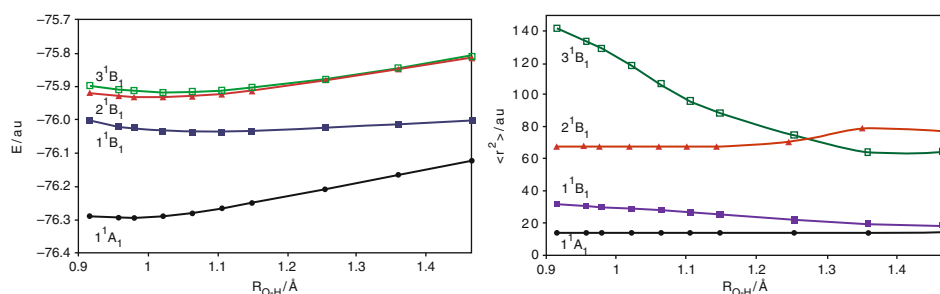 −75.7
−75.8
−75.9
−76.0
−76.1
−76.2
−76.3
−76.4
E/au
3¹B₁
2¹B₁
1¹B₁
1¹A₁
0.9 1 1.1 1.2 1.3 1.4
R_O-H/Å
140
120
100
80
60
40
20
0
<r²>/au
3¹B₁
2¹B₁
1¹B₁
1¹A₁
0.9 1 1.1 1.2 1.3 1.4
R_O-H/Å